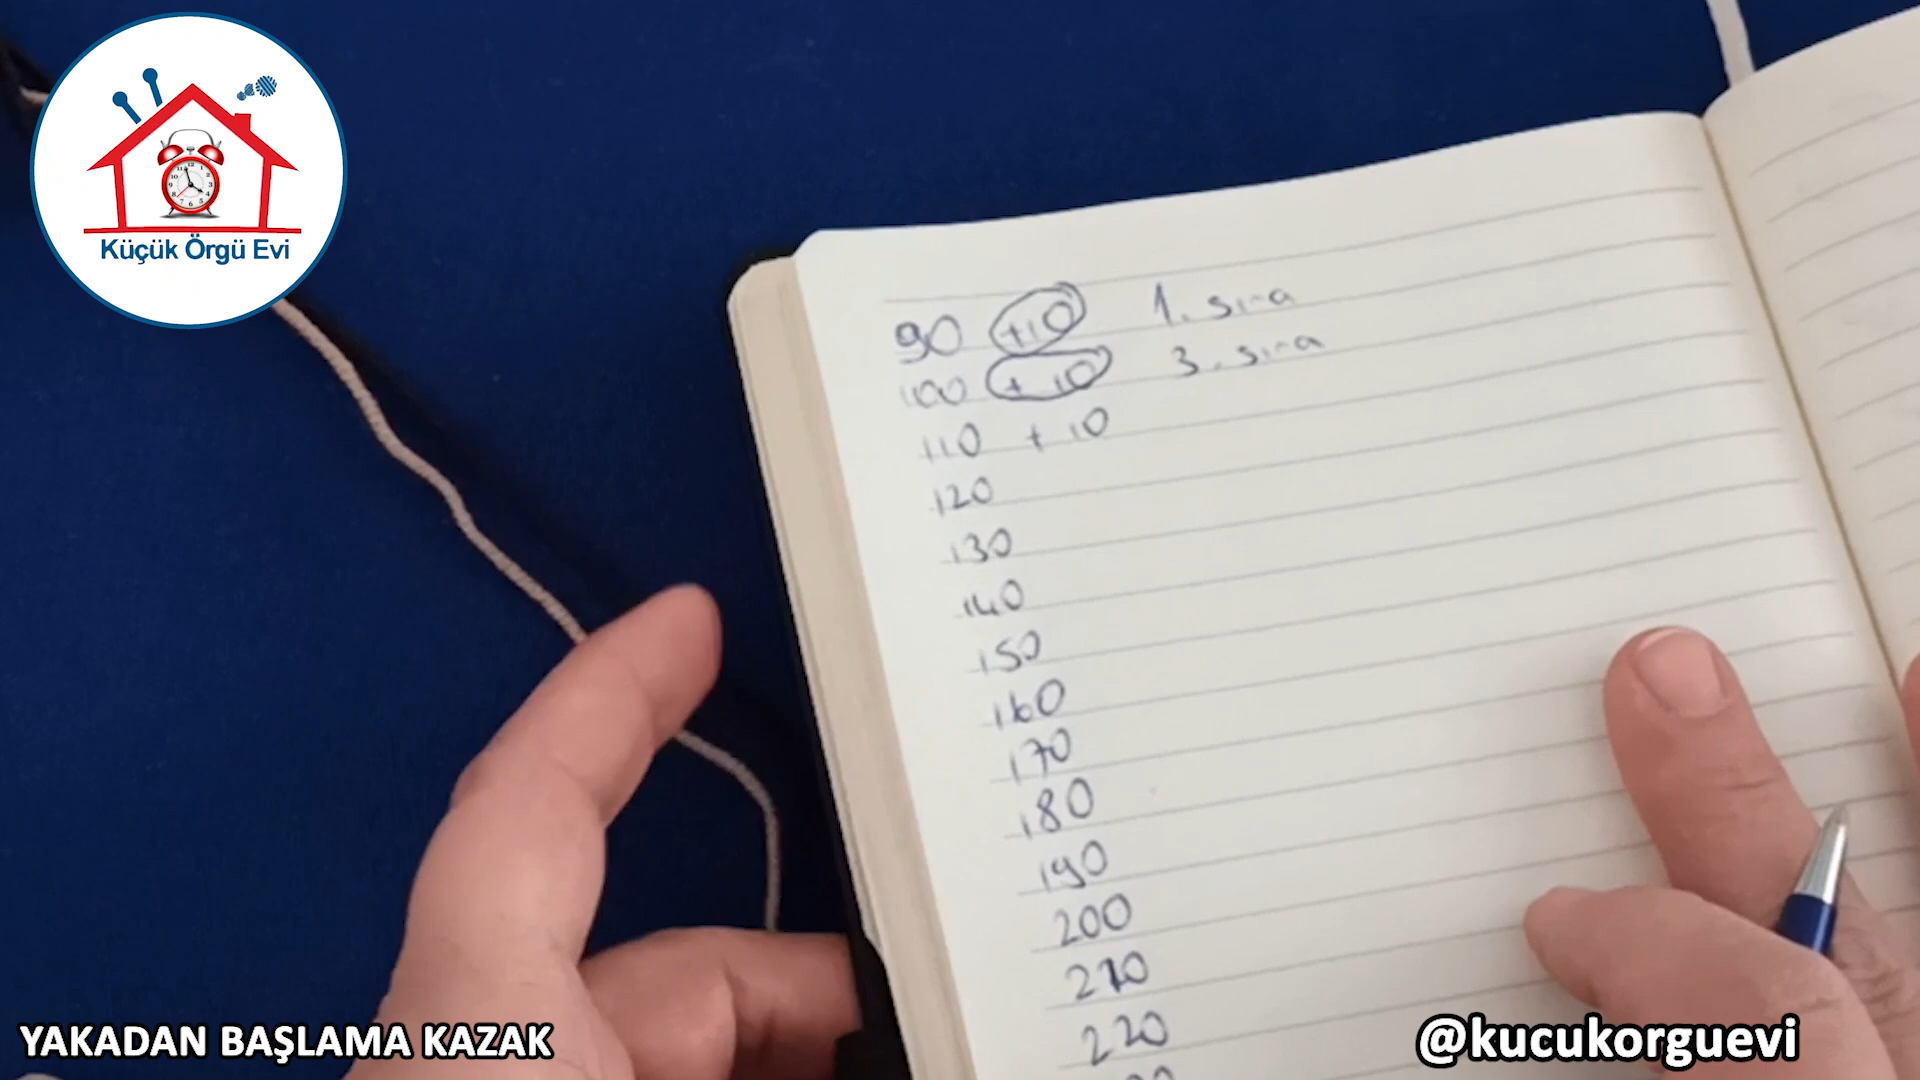 Küçük Örgü Evi
90 +10 1. sıra
100 + 10 3. sıra
110 + 10
120
130
140
150
160
170
180
190
200
210
220
YAKADAN BAŞLAMA KAZAK
@kucukorguevi